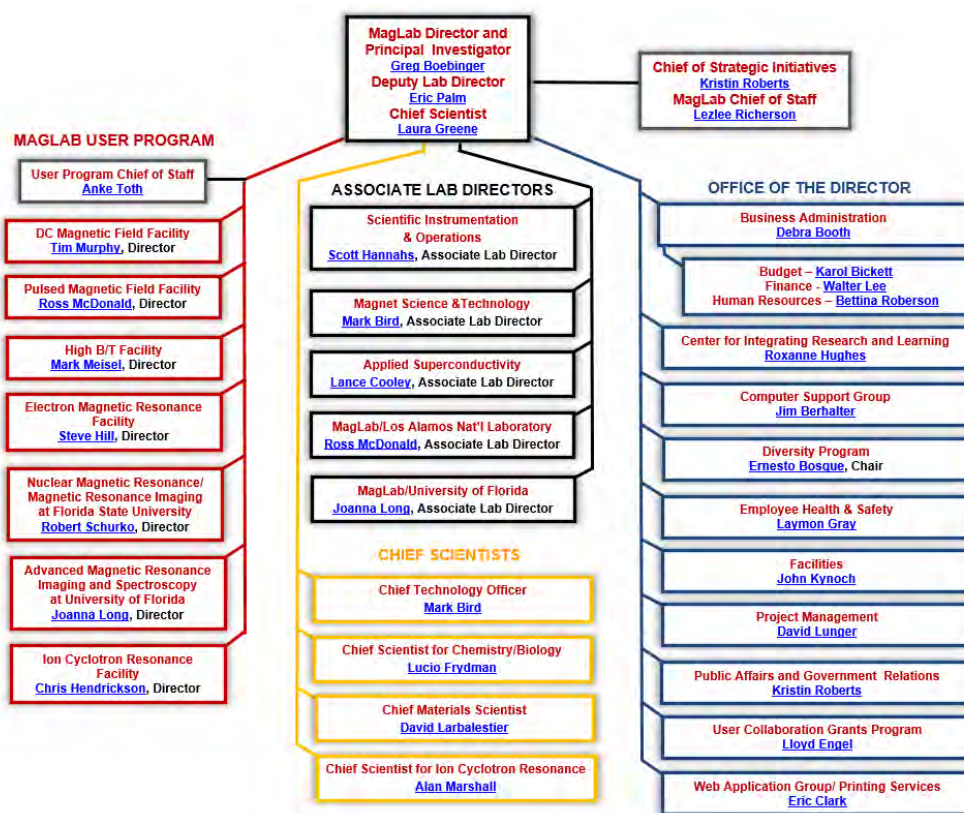 MagLab Director and
Principal Investigator
Greg Boebinger
Deputy Lab Director
Eric Palm
Chief Scientist
Laura Greene
Chief of Strategic Initiatives
Kristin Roberts
MagLab Chief of Staff
Lezlee Richerson
MAGLAB USER PROGRAM
User Program Chief of Staff
Anke Toth
DC Magnetic Field Facility
Tim Murphy, Director
Pulsed Magnetic Field Facility
Ross McDonald, Director
High B/T Facility
Mark Meisel, Director
Electron Magnetic Resonance
Facility
Steve Hill, Director
Nuclear Magnetic Resonance/
Magnetic Resonance Imaging
at Florida State University
Robert Schurko, Director
Advanced Magnetic Resonance
Imaging and Spectroscopy
at University of Florida
Joanna Long, Director
Ion Cyclotron Resonance
Facility
Chris Hendrickson, Director
ASSOCIATE LAB DIRECTORS
Scientific Instrumentation
& Operations
Scott Hannahs, Associate Lab Director
Magnet Science &Technology
Mark Bird, Associate Lab Director
Applied Superconductivity
Lance Cooley, Associate Lab Director
MagLab/Los Alamos Nat'l Laboratory
Ross McDonald, Associate Lab Director
MagLab/University of Florida
Joanna Long, Associate Lab Director
CHIEF SCIENTISTS
Chief Technology Officer
Mark Bird
Chief Scientist for Chemistry/Biology
Lucio Frydman
Chief Materials Scientist
David Larbalestier
Chief Scientist for Ion Cyclotron Resonance
Alan Marshall
OFFICE OF THE DIRECTOR
Business Administration
Debra Booth
Budget – Karol Bickett
Finance - Walter Lee
Human Resources – Bettina Roberson
Center for Integrating Research and Learning
Roxanne Hughes
Computer Support Group
Jim Berhalter
Diversity Program
Ernesto Bosque, Chair
Employee Health & Safety
Laymon Gray
Facilities
John Kynoch
Project Management
David Lunger
Public Affairs and Government Relations
Kristin Roberts
User Collaboration Grants Program
Lloyd Engel
Web Application Group/ Printing Services
Eric Clark